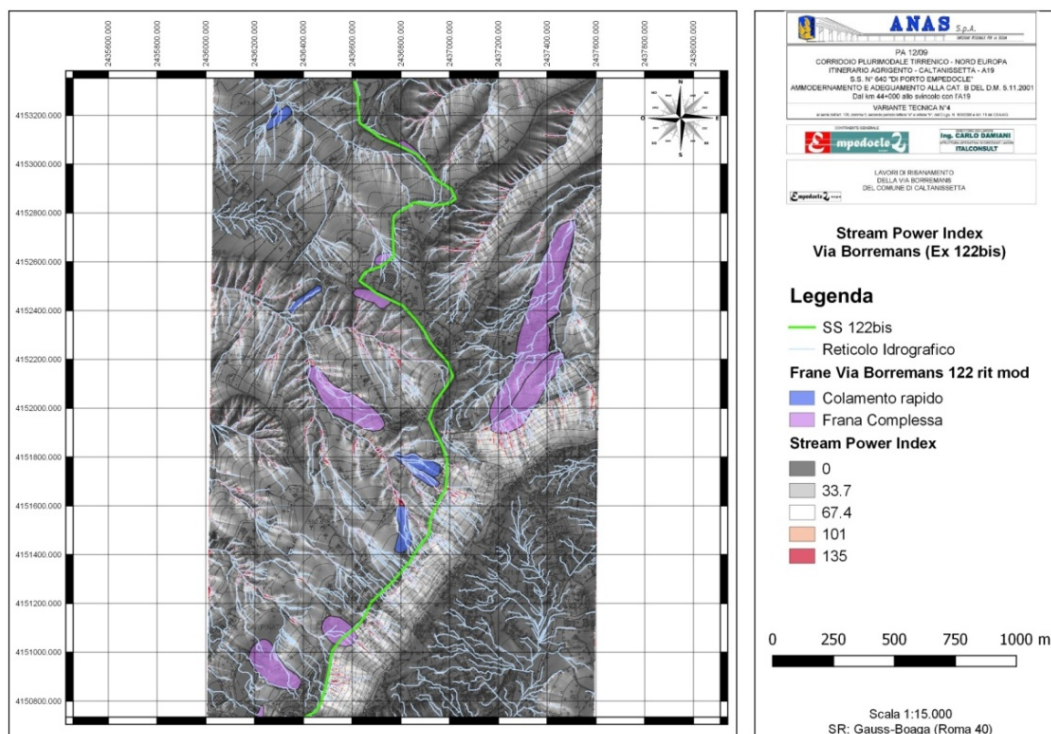 2435600.000
2435800.000
2436000.000
2436200.000
2436400.000
2436600.000
2436800.000
2437000.000
2437200.000
2437400.000
2437600.000
2437800.000
2438000.000
4153200.000
4153000.000
4152800.000
4152600.000
4152400.000
4152200.000
4152000.000
4151800.000
4151600.000
4151400.000
4151200.000
4151000.000
4150800.000
N
S
ANAS S.p.A.
PA 12/09
CORRIDOIO PLURIMODALE TIRRENICO - NORD EUROPA
ITINERARIO AGRIGENTO - CALTANISSETTA - A19
S.S. N° 640 "DI PORTO EMPEDOCLE"
AMMODERNAMENTO E ADEGUAMENTO ALLA CAT. B DEL D.M. 5.11.2001
Dal km 44+000 allo svincolo con l'A19
VARIANTE TECNICA N°4
CONTRAENTE GENERALE
Empedocle 2
Ing. CARLO DAMIANI
ITALCONSULT
LAVORI DI RISANAMENTO
DELLA VIA BORREMANS
DEL COMUNE DI CALTANISSETTA
Empedocle 2
Stream Power Index
Via Borremans (Ex 122bis)
Legenda
SS 122bis
Reticolo Idrografico
Frane Via Borremans 122 rit mod
Colamento rapido
Frana Complessa
Stream Power Index
0
33.7
67.4
101
135
0 250 500 750 1000 m
Scala 1:15.000
SR: Gauss-Boaga (Roma 40)